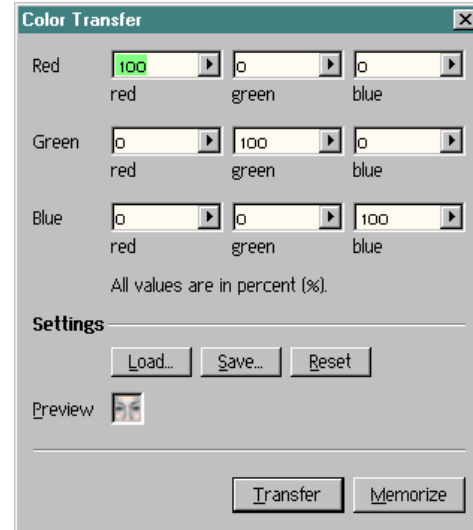 Color Transfer
Red 100 0 0
red green blue
Green 0 100 0
red green blue
Blue 0 0 100
red green blue
All values are in percent (%).
Settings
Load... Save... Reset
Preview
Transfer Memorize